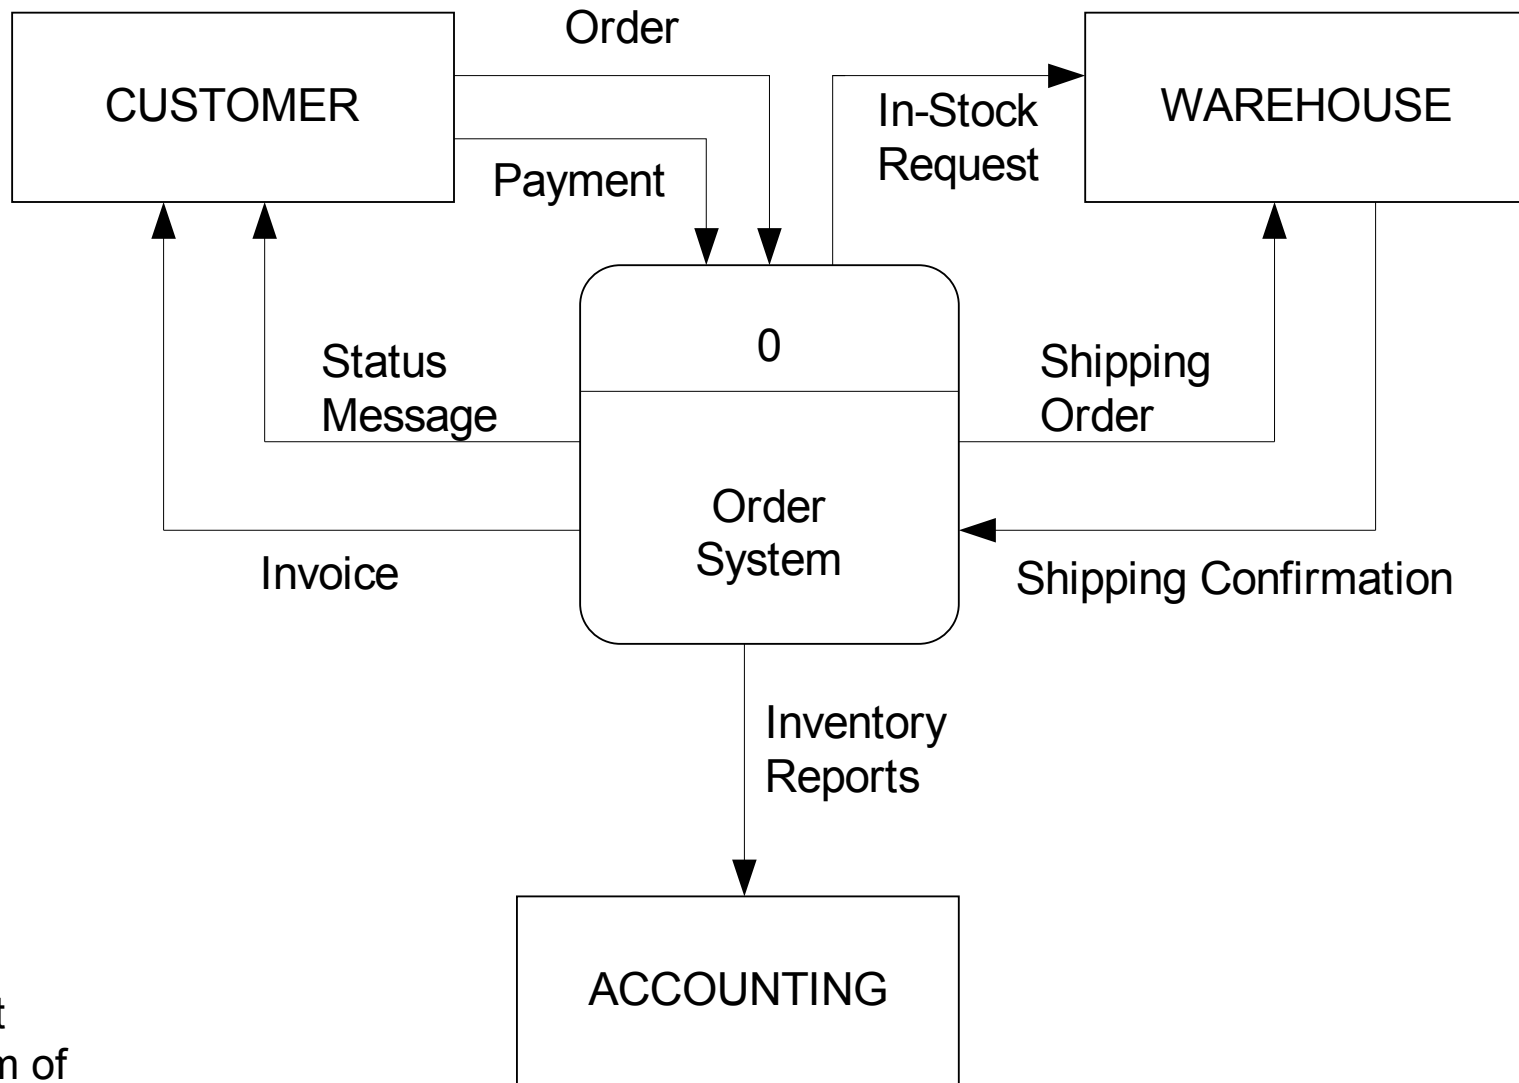 Order
CUSTOMER
WAREHOUSE
In-Stock
Request
Payment
0
Status
Message
Shipping
Order
Order
System
Invoice
Shipping Confirmation
Inventory
Reports
ACCOUNTING
of